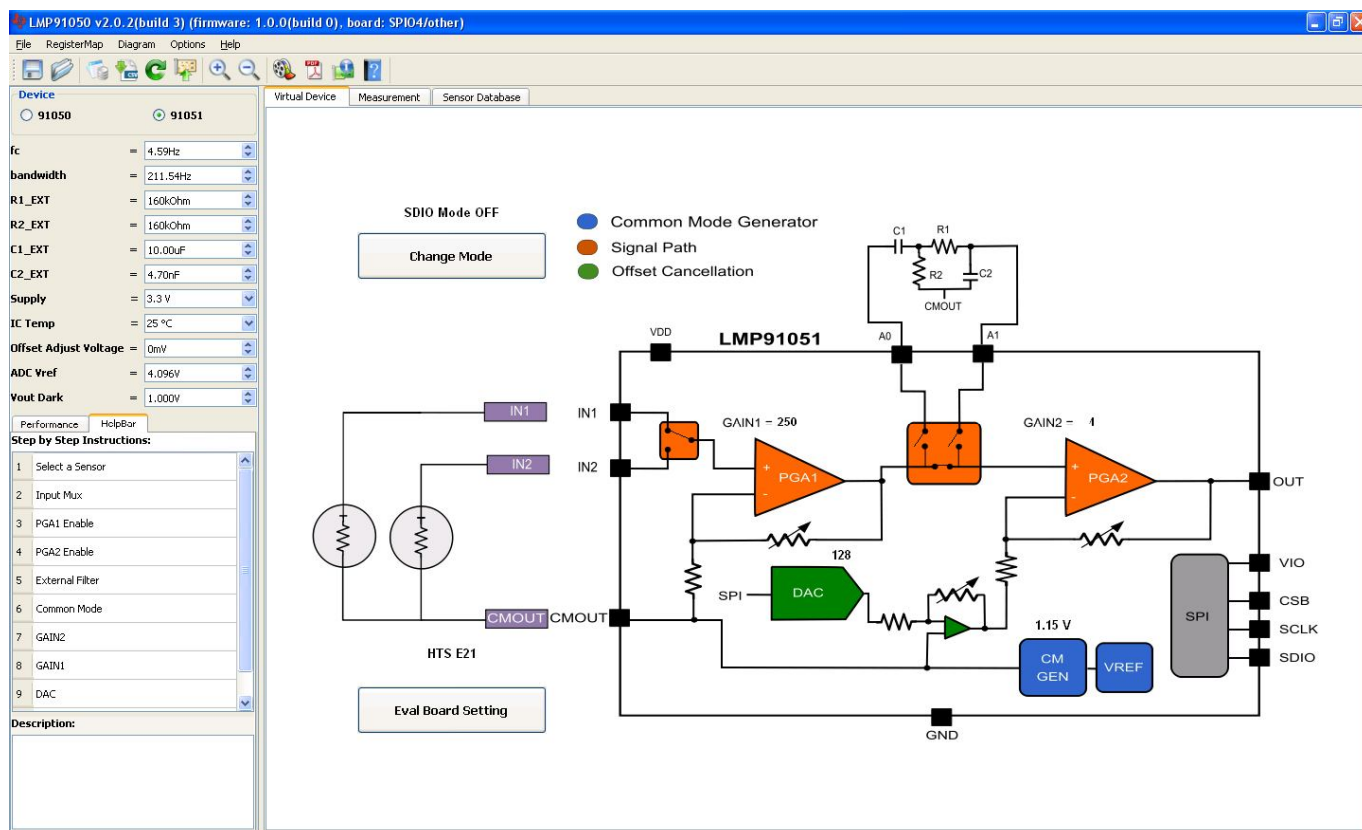 LMP91050 v2.0.2(build 3) (firmware: 1.0.0(build 0), board: SPIO4/other)
File RegisterMap Diagram Options Help
Device
91050 91051
fc = 4.59Hz
bandwidth = 211.54Hz
R1_EXT = 160kOhm
R2_EXT = 160kOhm
C1_EXT = 10.00uF
C2_EXT = 4.70nF
Supply = 3.3 V
IC Temp = 25 °C
Offset Adjust Voltage = 0mV
ADC Vref = 4.096V
Vout Dark = 1.000V
Performance HelpBar
Step by Step Instructions:
1 Select a Sensor
2 Input Mux
3 PGA1 Enable
4 PGA2 Enable
5 External Filter
6 Common Mode
7 GAIN2
8 GAIN1
9 DAC
Description:
Virtual Device Measurement Sensor Database
SDIO Mode OFF
Change Mode
Common Mode Generator
Signal Path
Offset Cancellation
C1 R1
R2 C2
CMOUT
VDD LMP91051 A0 A1
IN1 IN1
GAIN1 = 250
GAIN2 = 4
IN2 IN2
+ PGA1 -
+ PGA2 -
OUT
128
SPI DAC
VIO
CSB
SPI
SCLK
SDIO
CMOUT CMOUT
1.15 V
CM GEN
VREF
HTS E21
Eval Board Setting
GND